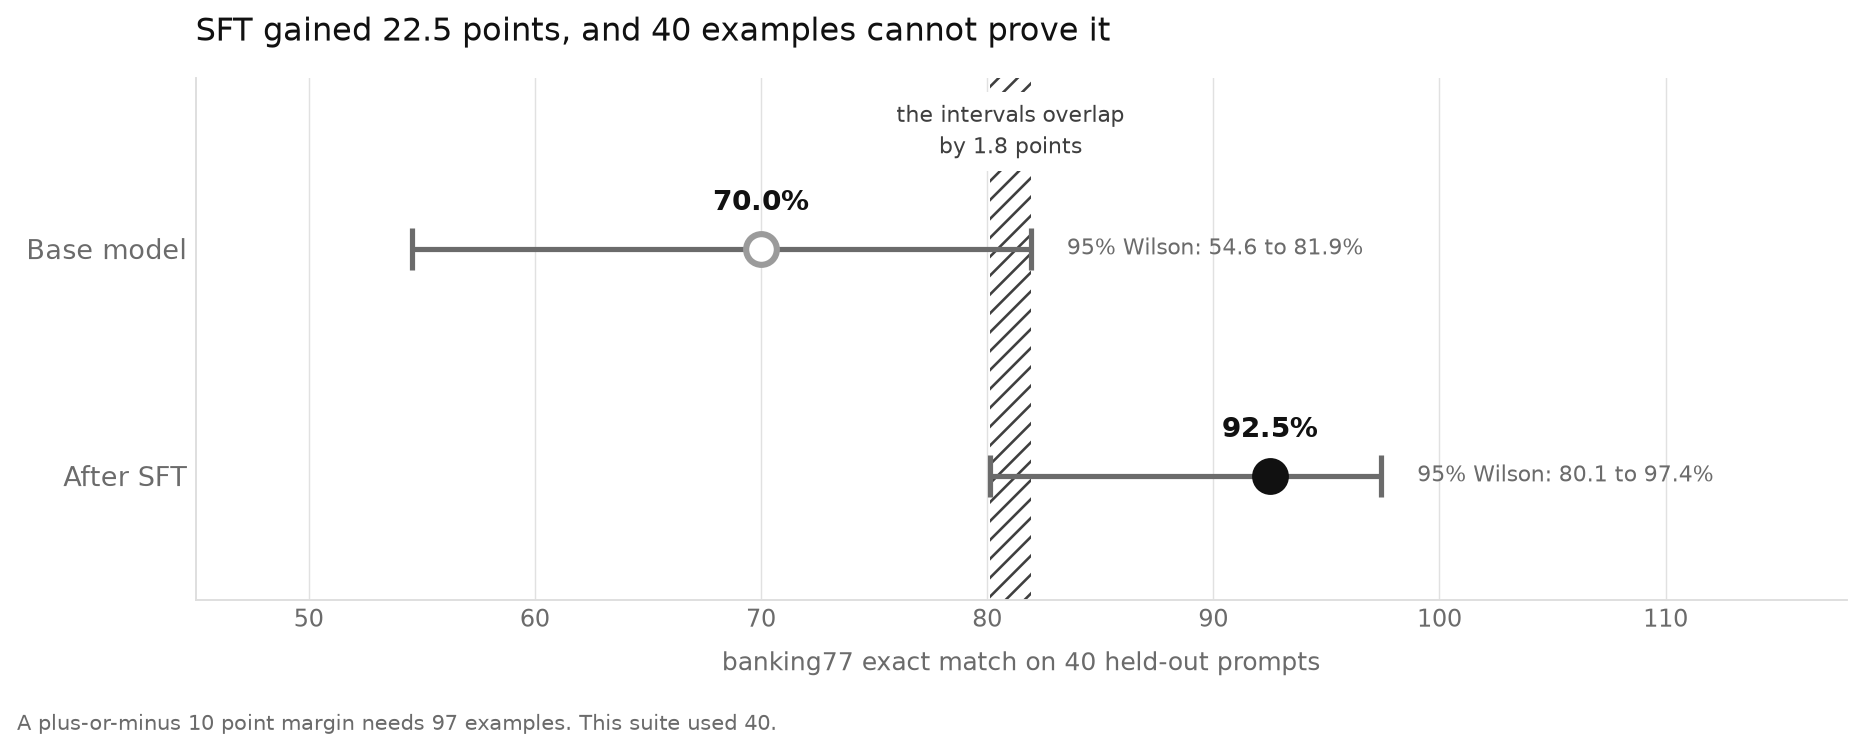 SFT gained 22.5 points, and 40 examples cannot prove it
the intervals overlap
by 1.8 points
70.0%
Base model
95% Wilson: 54.6 to 81.9%
92.5%
After SFT
95% Wilson: 80.1 to 97.4%
50 60 70 80 90 100 110
banking77 exact match on 40 held-out prompts
A plus-or-minus 10 point margin needs 97 examples. This suite used 40.